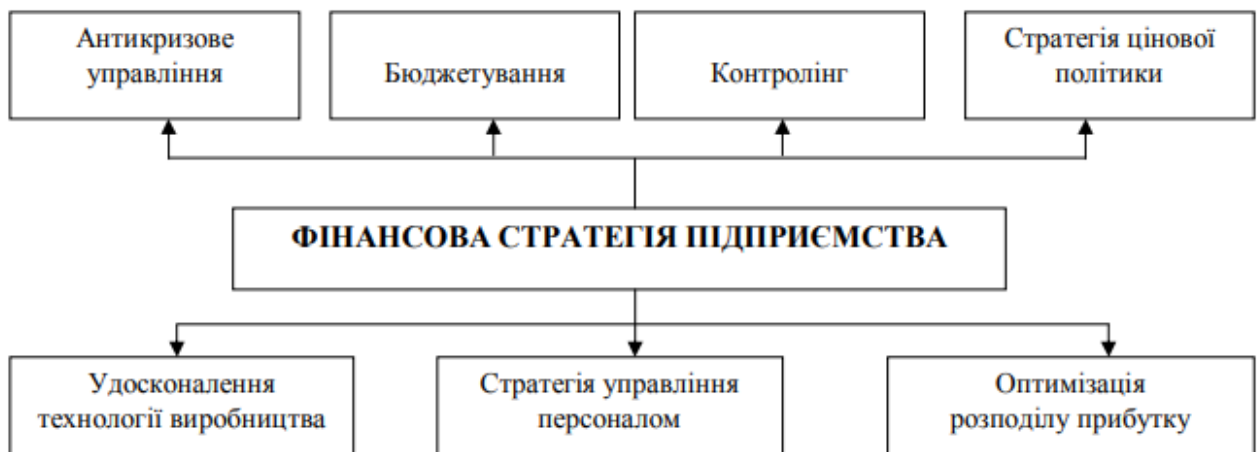 Антикризове
управління
Бюджетування
Контролінг
Стратегія цінової
політики
ФІНАНСОВА СТРАТЕГІЯ ПІДПРИЄМСТВА
Удосконалення
технології виробництва
Стратегія управління
персоналом
Оптимізація
розподілу прибутку